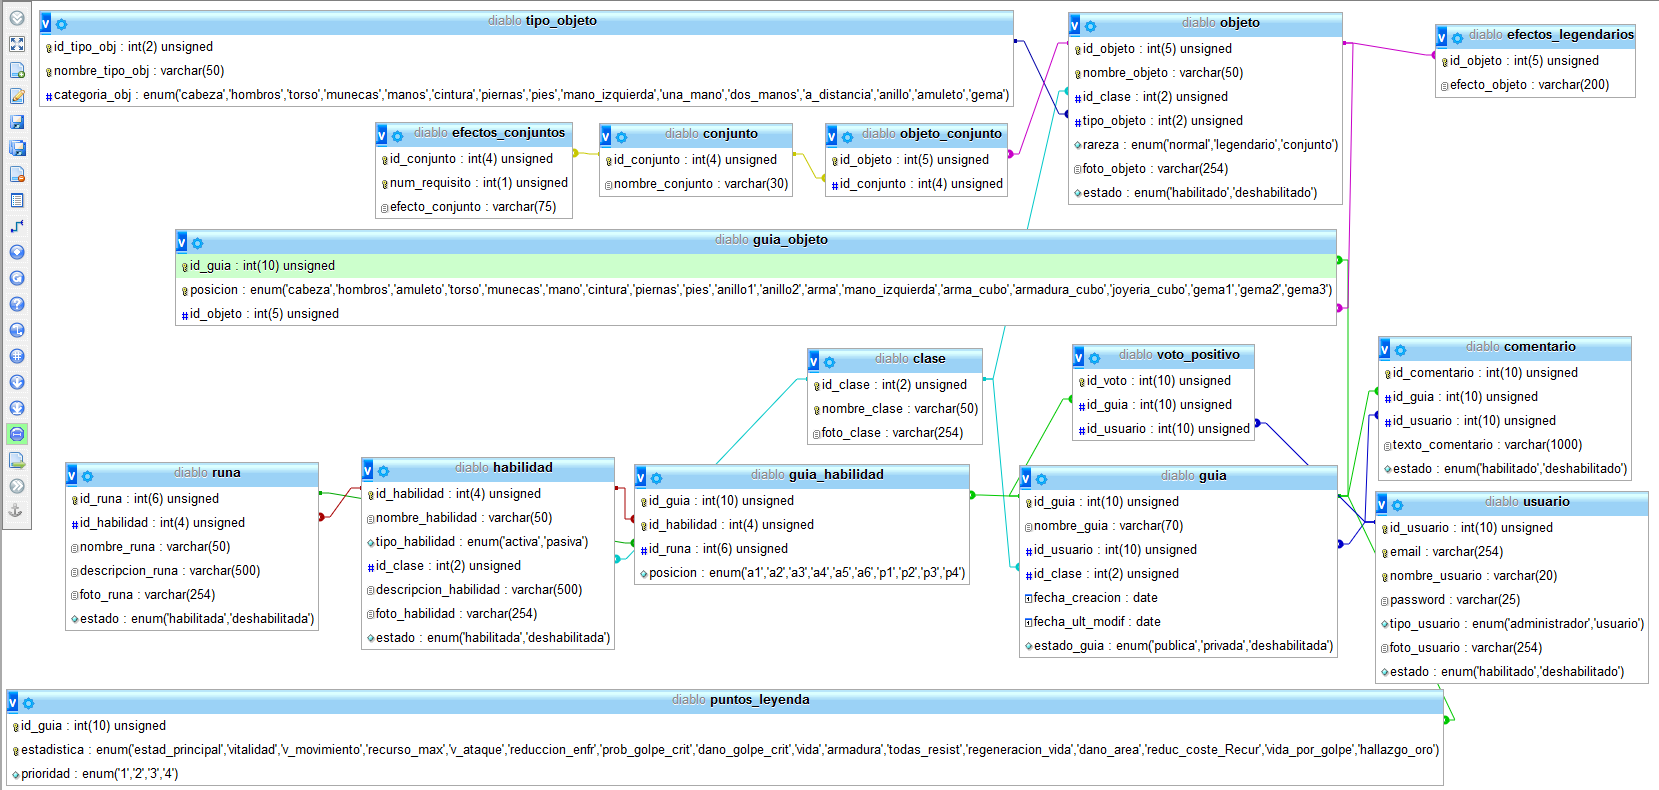 diablo tipo_objeto
id_tipo_obj : int(2) unsigned
nombre_tipo_obj : varchar(50)
categoria_obj : enum('cabeza','hombros','torso','munecas','manos','cintura','piernas','pies','mano_izquierda','una_mano','dos_manos','a_distancia','anillo','amuleto','gema')
diablo objeto
id_objeto : int(5) unsigned
nombre_objeto : varchar(50)
id_clase : int(2) unsigned
tipo_objeto : int(2) unsigned
rareza : enum('normal','legendario','conjunto')
foto_objeto : varchar(254)
estado : enum('habilitado','deshabilitado')
diablo efectos_legendarios
id_objeto : int(5) unsigned
efecto_objeto : varchar(200)
diablo efectos_conjuntos
id_conjunto : int(4) unsigned
num_requisito : int(1) unsigned
efecto_conjunto : varchar(75)
diablo conjunto
id_conjunto : int(4) unsigned
nombre_conjunto : varchar(30)
diablo objeto_conjunto
id_objeto : int(5) unsigned
id_conjunto : int(4) unsigned
diablo guia_objeto
id_guia : int(10) unsigned
posicion : enum('cabeza','hombros','amuleto','torso','munecas','mano','cintura','piernas','pies','anillo1','anillo2','arma','mano_izquierda','arma_cubo','armadura_cubo','joyeria_cubo','gema1','gema2','gema3')
id_objeto : int(5) unsigned
diablo clase
id_clase : int(2) unsigned
nombre_clase : varchar(50)
foto_clase : varchar(254)
diablo voto_positivo
id_voto : int(10) unsigned
id_guia : int(10) unsigned
id_usuario : int(10) unsigned
diablo comentario
id_comentario : int(10) unsigned
id_guia : int(10) unsigned
id_usuario : int(10) unsigned
texto_comentario : varchar(1000)
estado : enum('habilitado','deshabilitado')
diablo runa
id_runa : int(6) unsigned
id_habilidad : int(4) unsigned
nombre_runa : varchar(50)
descripcion_runa : varchar(500)
foto_runa : varchar(254)
estado : enum('habilitada','deshabilitada')
diablo habilidad
id_habilidad : int(4) unsigned
nombre_habilidad : varchar(50)
tipo_habilidad : enum('activa','pasiva')
id_clase : int(2) unsigned
descripcion_habilidad : varchar(500)
foto_habilidad : varchar(254)
estado : enum('habilitada','deshabilitada')
diablo guia_habilidad
id_guia : int(10) unsigned
id_habilidad : int(4) unsigned
id_runa : int(6) unsigned
posicion : enum('a1','a2','a3','a4','a5','a6','p1','p2','p3','p4')
diablo guia
id_guia : int(10) unsigned
nombre_guia : varchar(70)
id_usuario : int(10) unsigned
id_clase : int(2) unsigned
fecha_creacion : date
fecha_ult_modif : date
estado_guia : enum('publica','privada','deshabilitada')
diablo usuario
id_usuario : int(10) unsigned
email : varchar(254)
nombre_usuario : varchar(20)
password : varchar(25)
tipo_usuario : enum('administrador','usuario')
foto_usuario : varchar(254)
estado : enum('habilitado','deshabilitado')
diablo puntos_leyenda
id_guia : int(10) unsigned
estadistica : enum('estad_principal','vitalidad','v_movimiento','recurso_max','v_ataque','reduccion_enfr','prob_golpe_crit','dano_golpe_crit','vida','armadura','todas_resist','regeneracion_vida','dano_area','reduc_coste_Recur','vida_por_golpe','hallazgo_oro')
prioridad : enum('1','2','3','4')